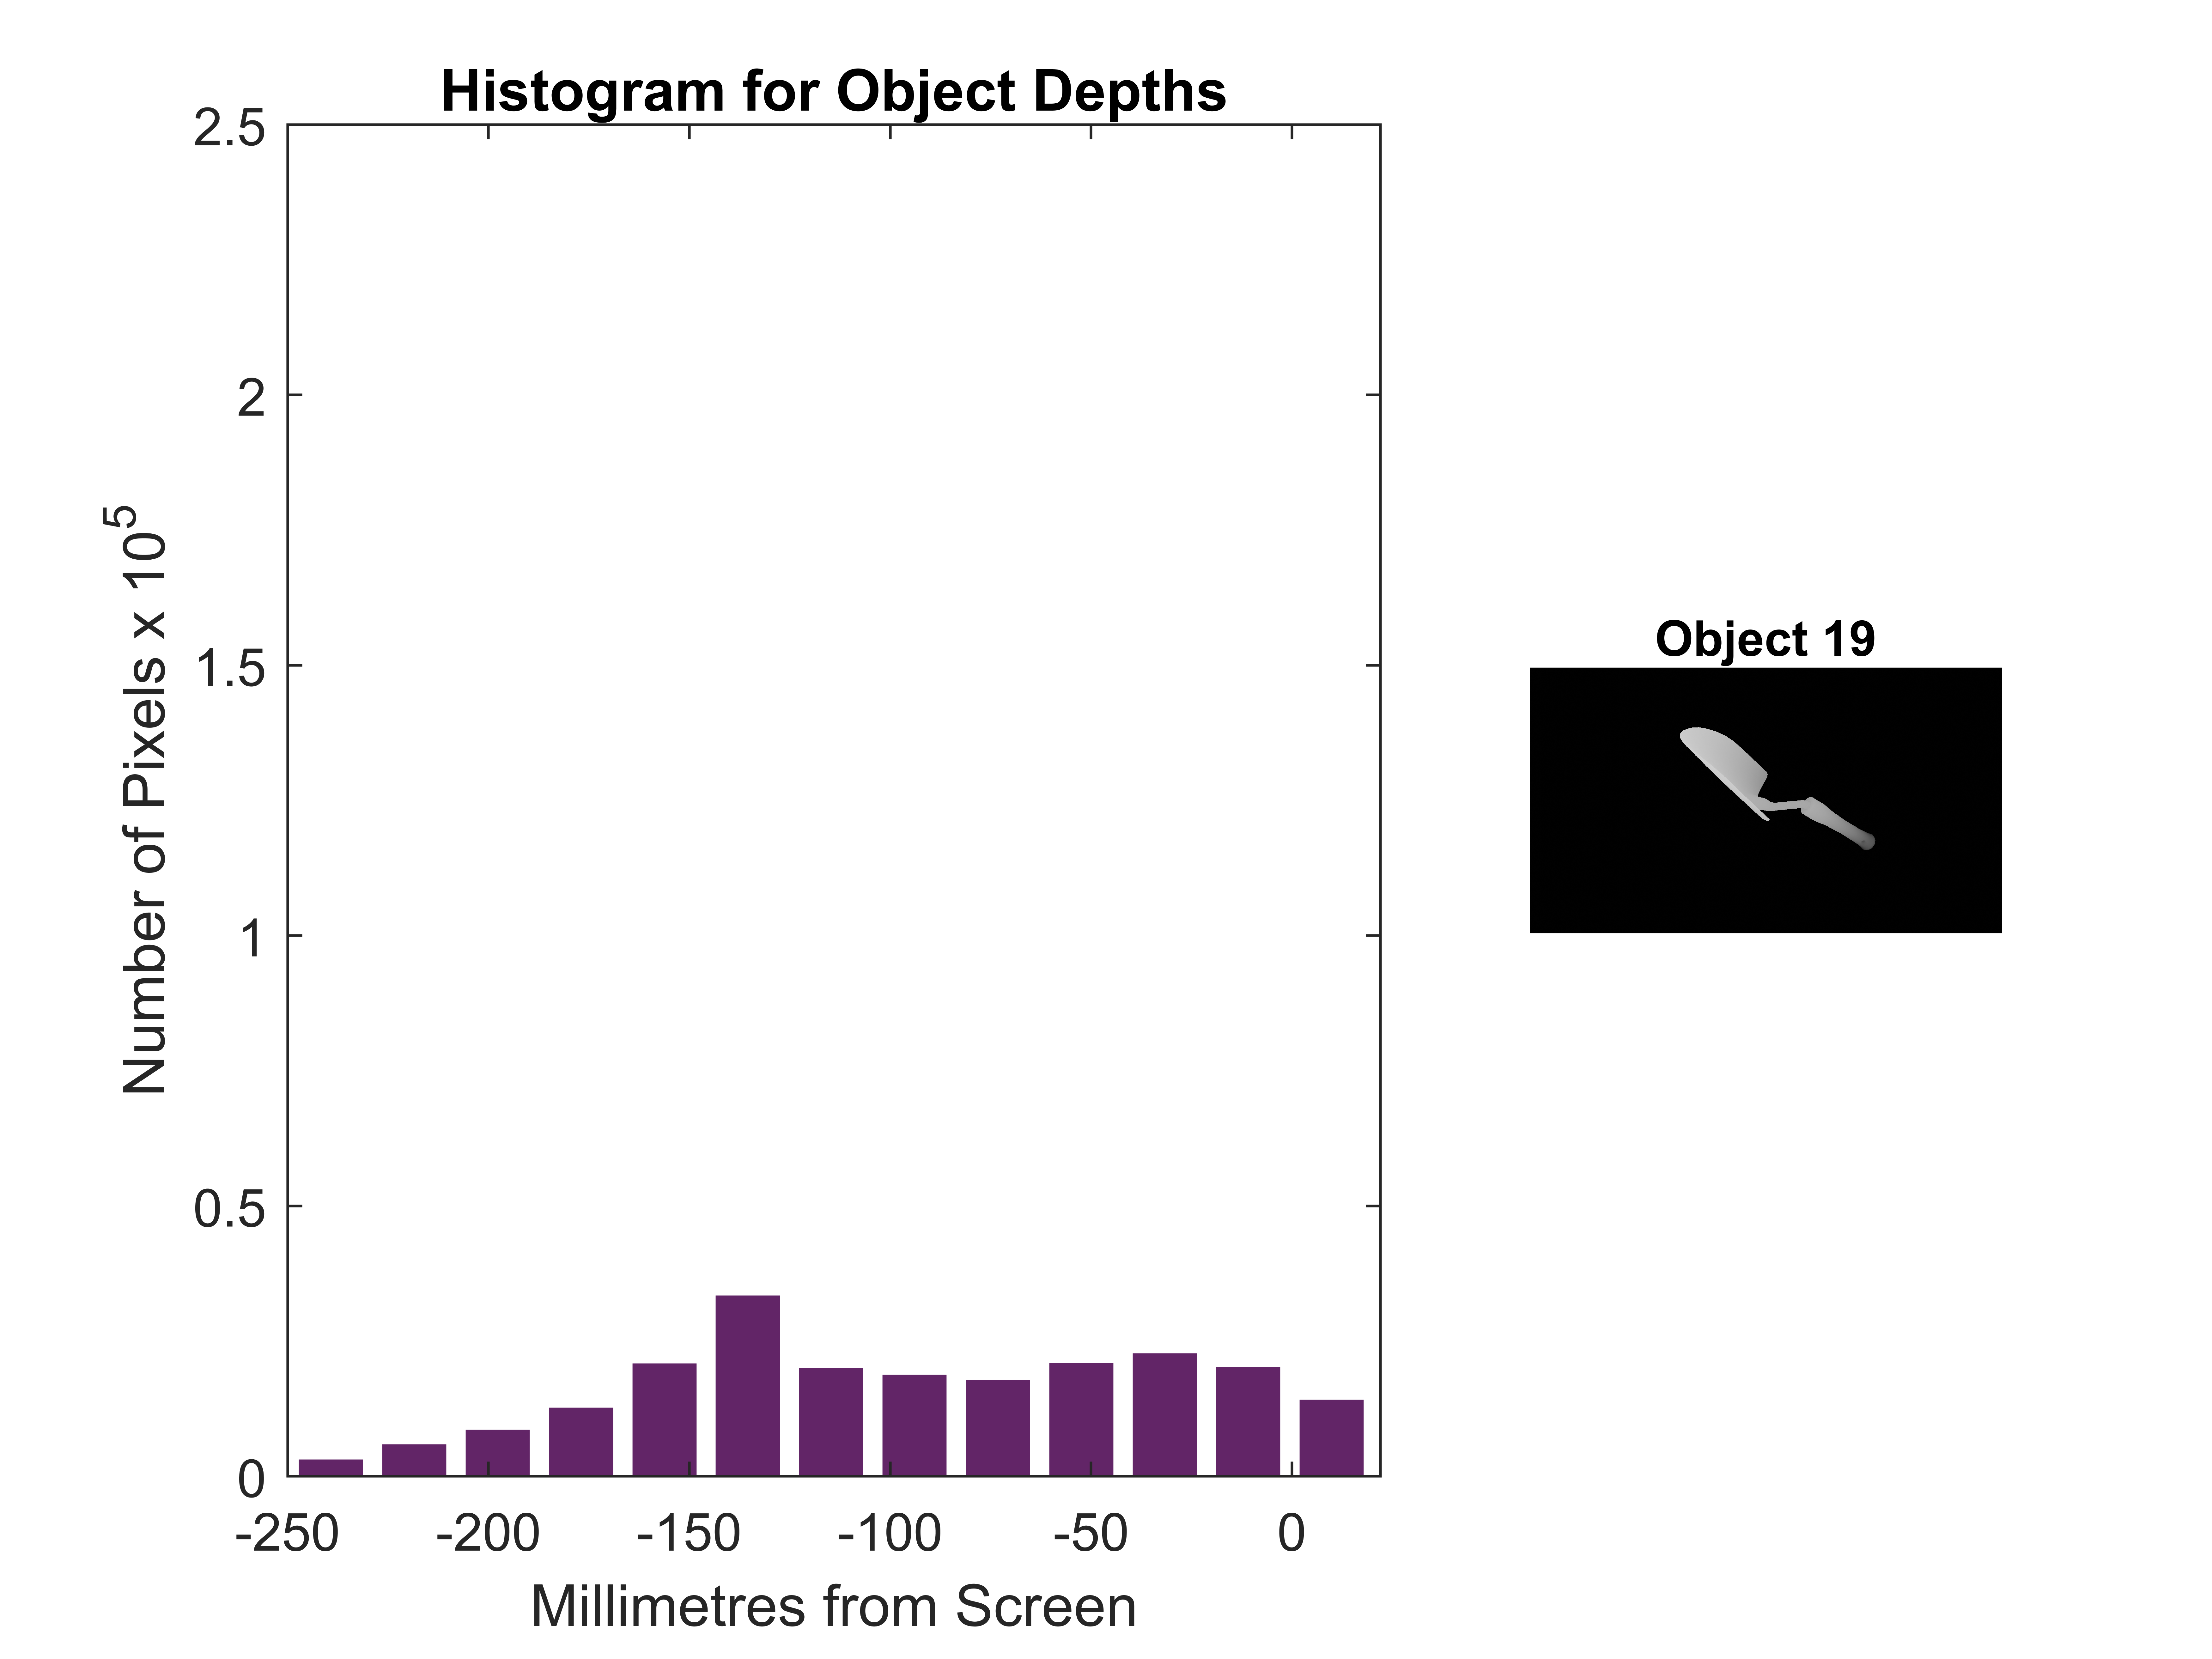 Histogram for Object Depths
2.5
2
1.5
1
0.5
0
Number of Pixels x 10^5
-250 -200 -150 -100 -50 0
Millimetres from Screen
Object 19